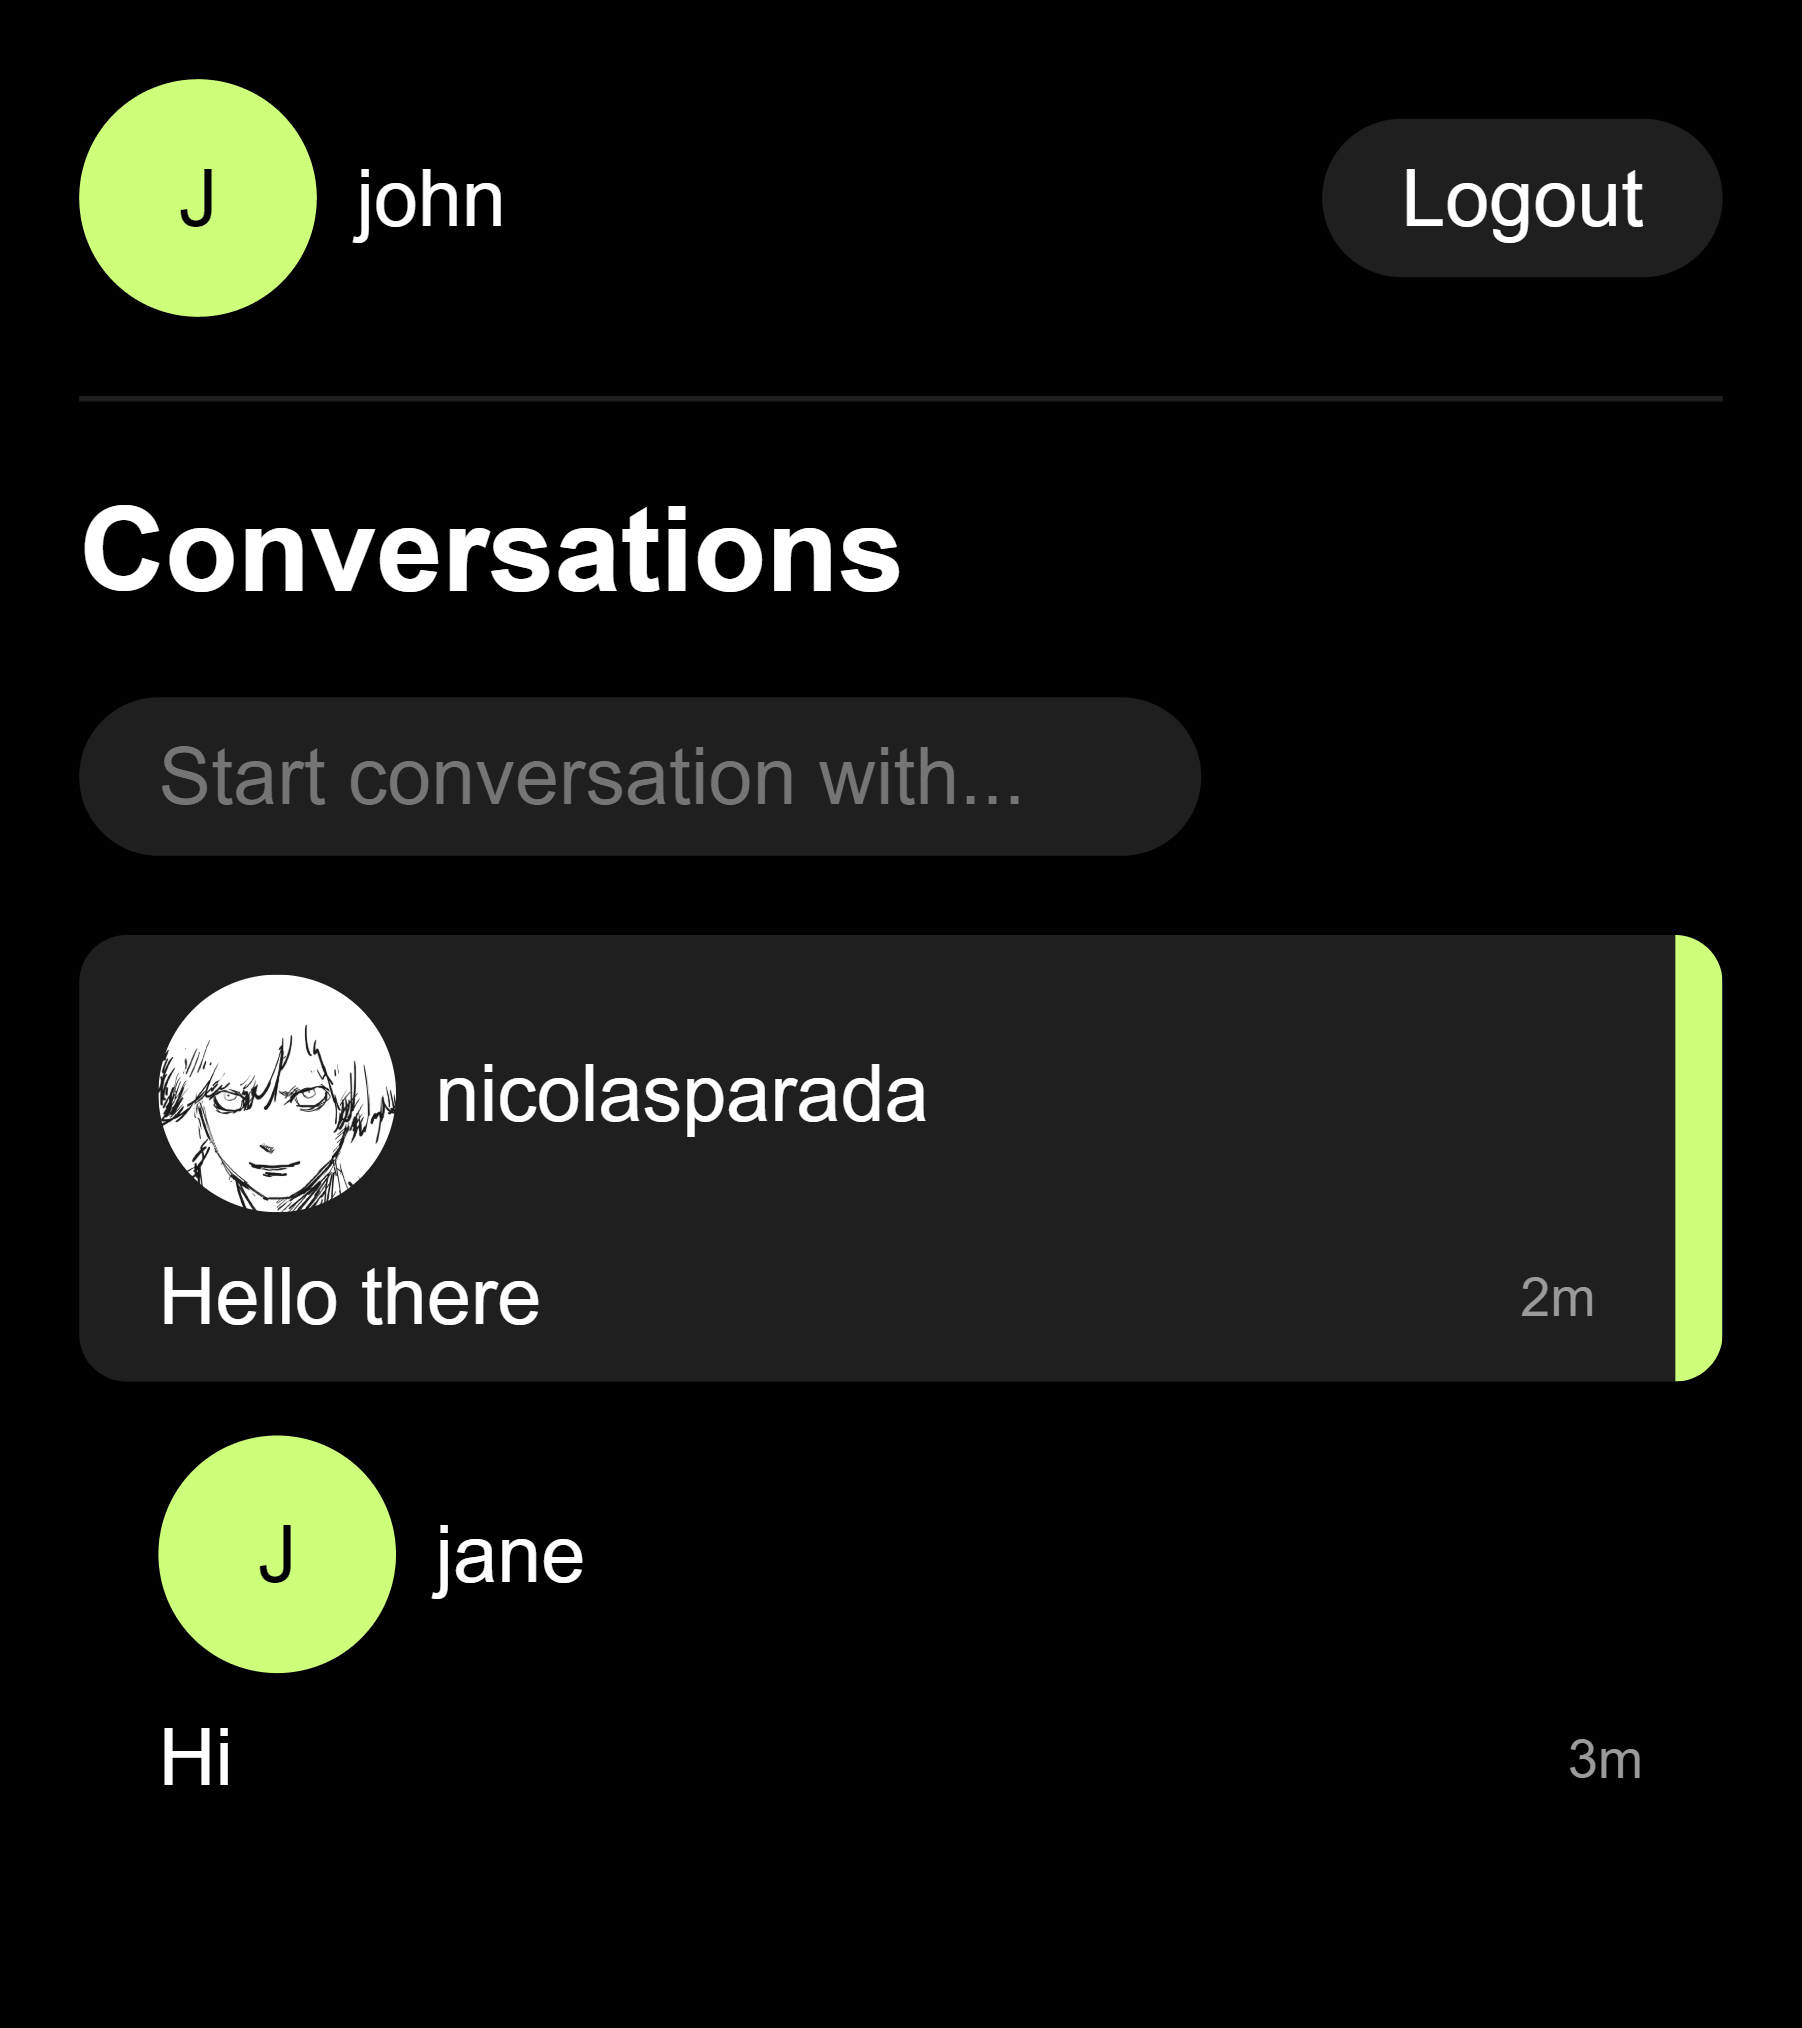 J john Logout
Conversations
Start conversation with...
nicolasparada
Hello there 2m
J jane
Hi 3m